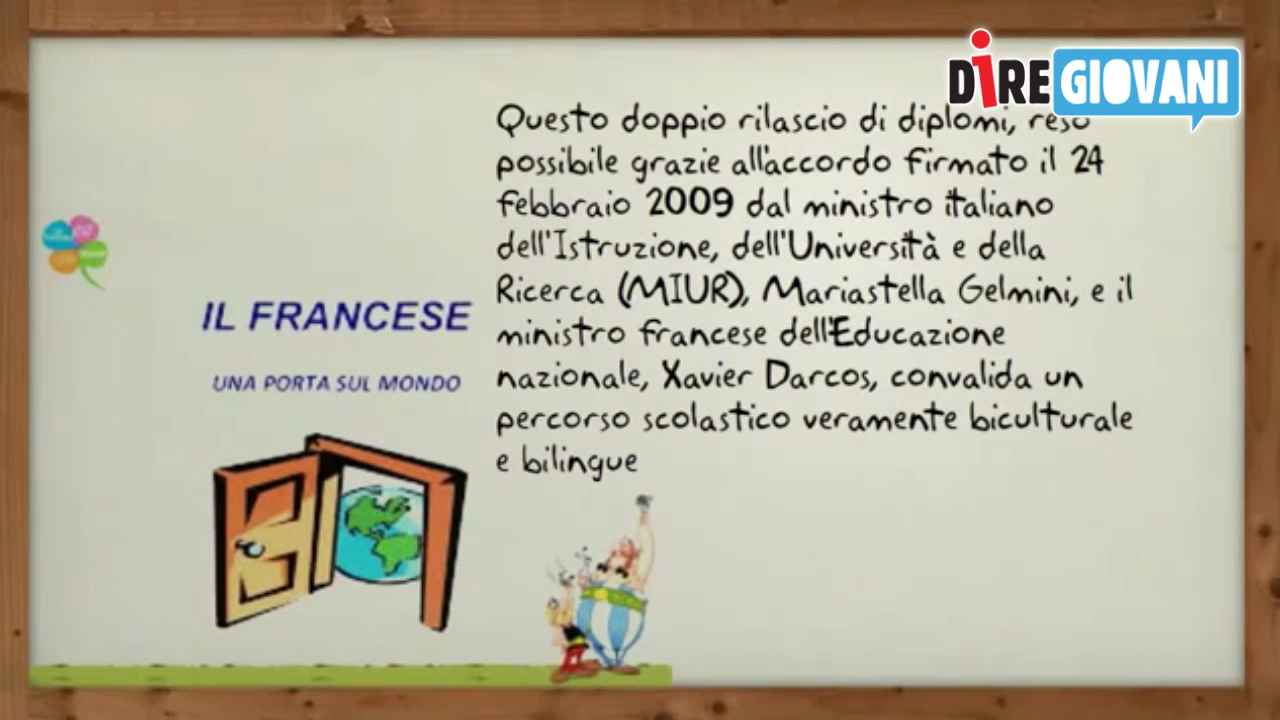 DIRE GIOVANI
Questo doppio rilascio di diplomi, reso
possibile grazie all'accordo firmato il 24
febbraio 2009 dal ministro italiano
dell'Istruzione, dell'Università e della
Ricerca (MIUR), Mariastella Gelmini, e il
ministro francese dell'Educazione
nazionale, Xavier Darcos, convalida un
percorso scolastico veramente biculturale
e bilingue
IL FRANCESE
UNA PORTA SUL MONDO